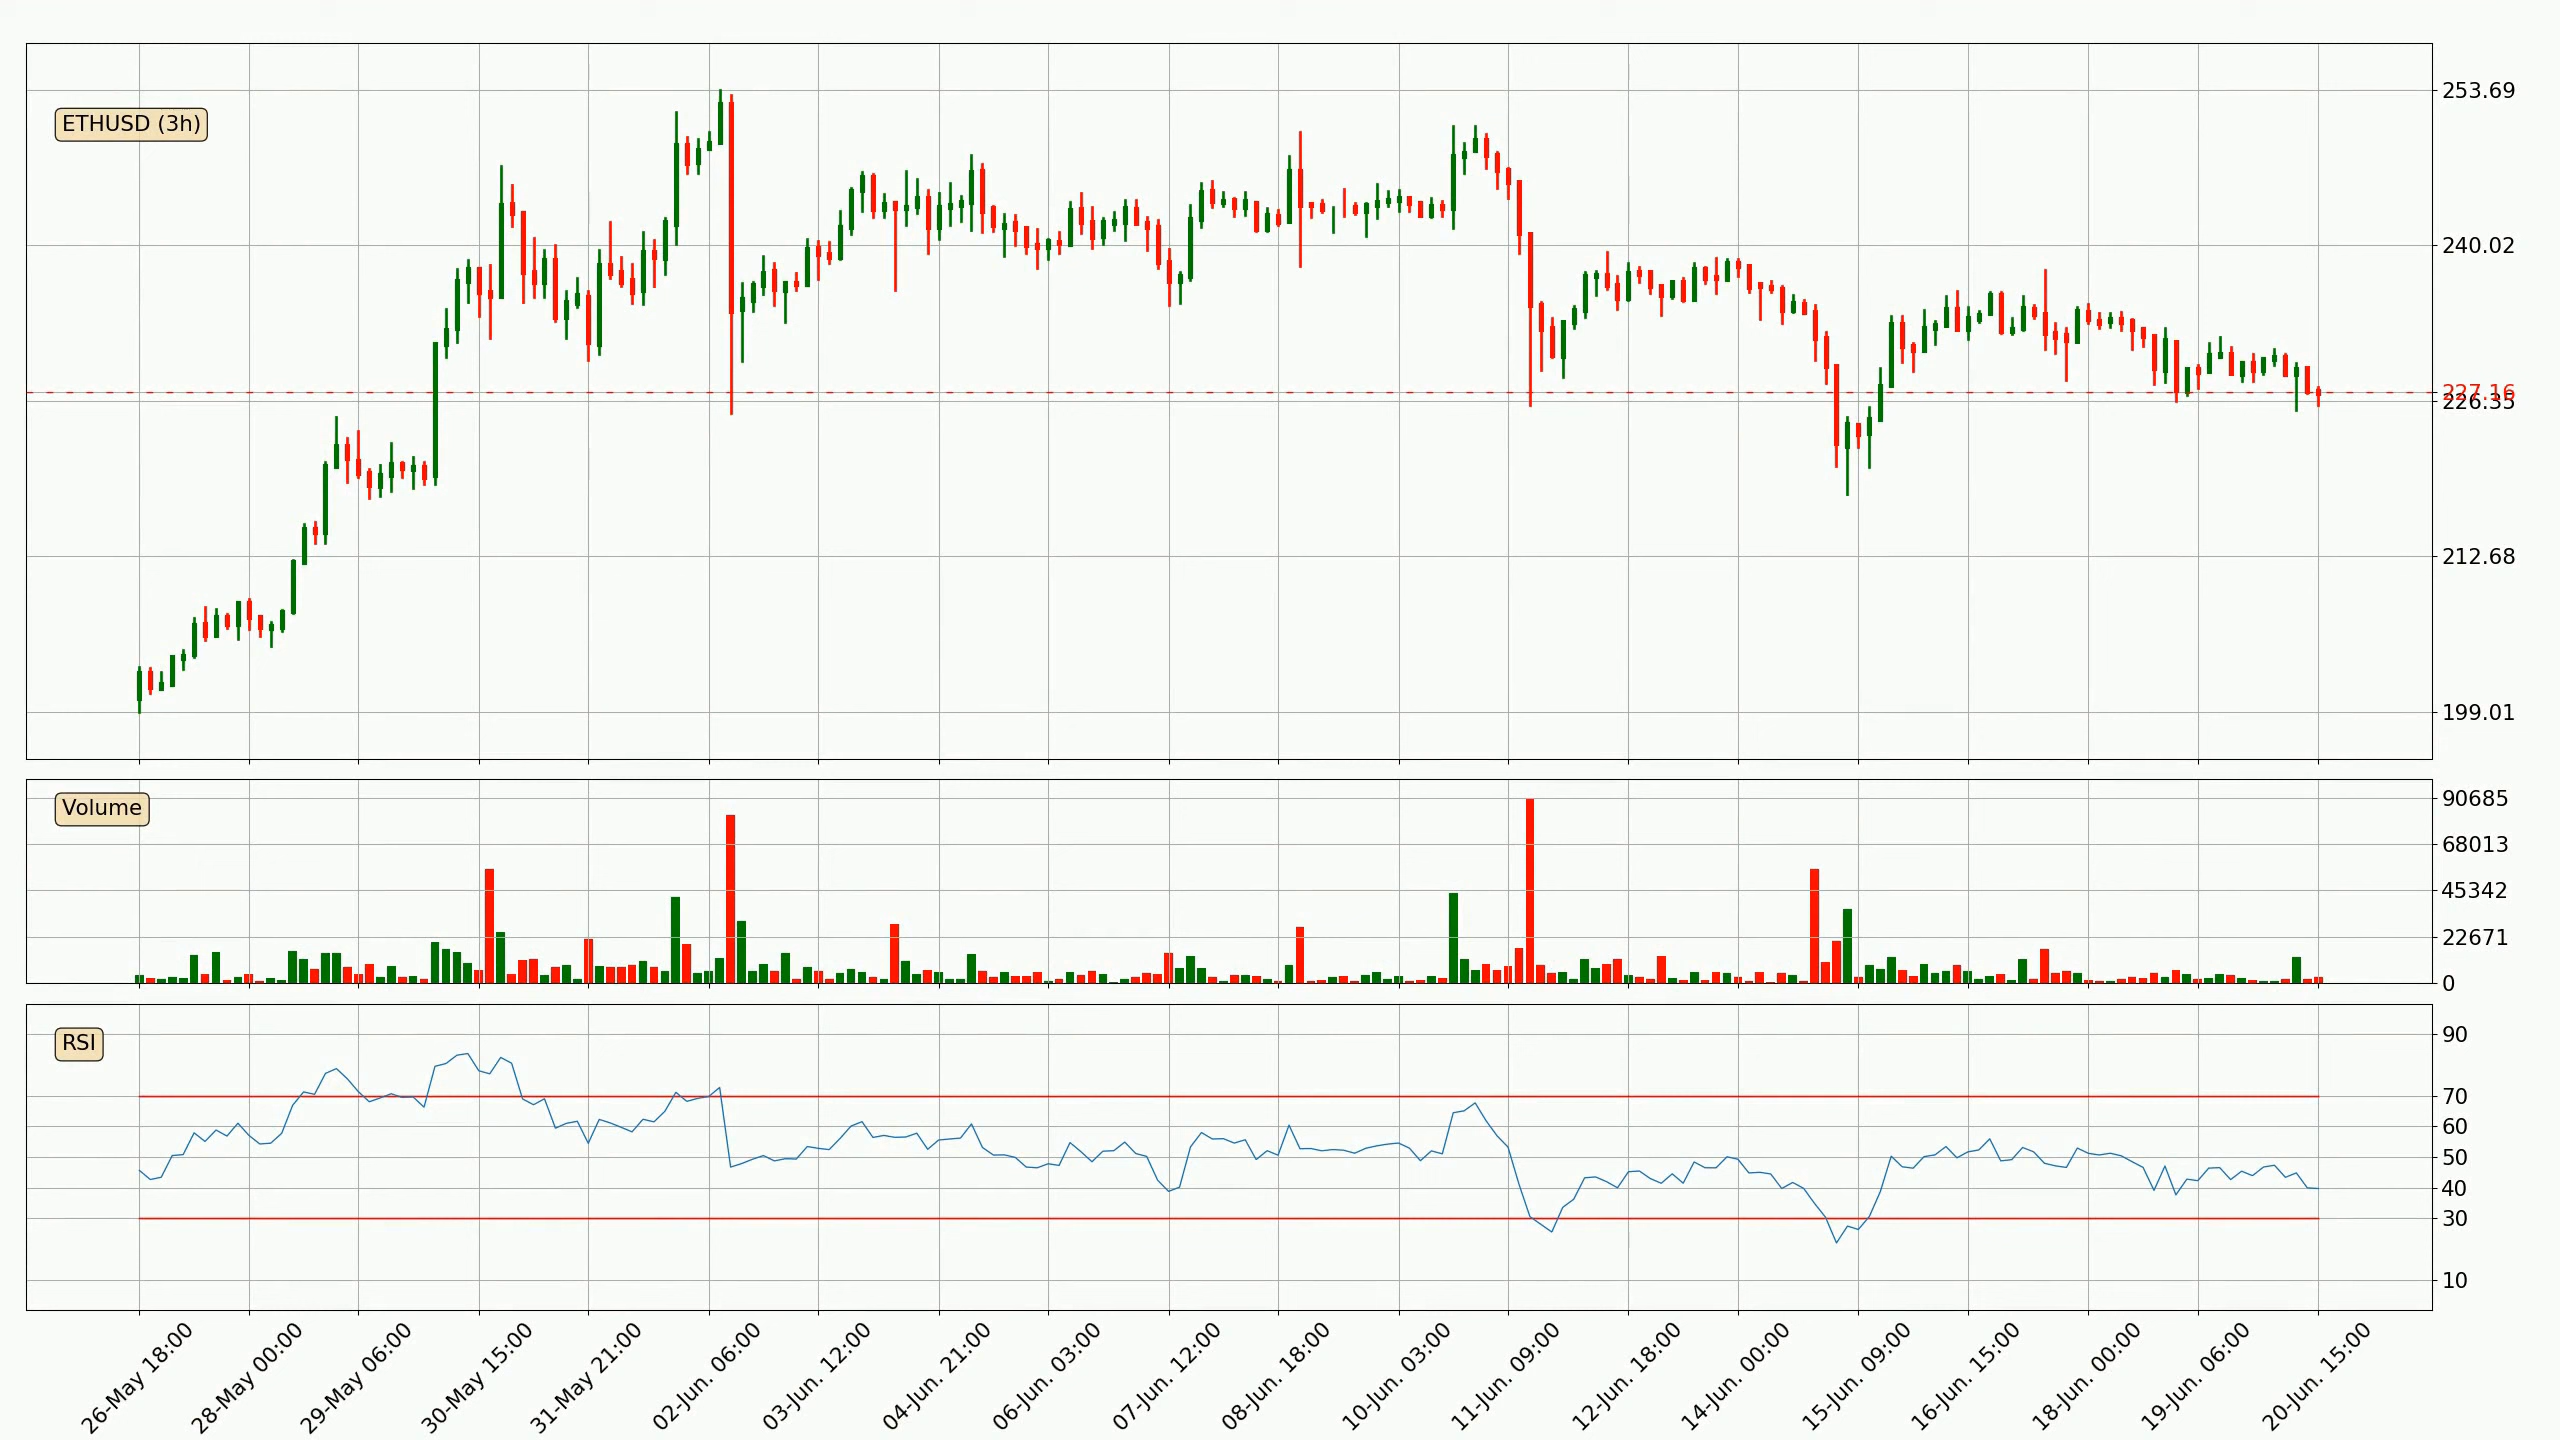 ETHUSD (3h)
253.69
240.02
227.16
226.35
212.68
199.01
Volume
90685
68013
45342
22671
0
RSI
90
70
60
50
40
30
10
26-May 18:00
28-May 00:00
29-May 06:00
30-May 15:00
31-May 21:00
02-Jun. 06:00
03-Jun. 12:00
04-Jun. 21:00
06-Jun. 03:00
07-Jun. 12:00
08-Jun. 18:00
10-Jun. 03:00
11-Jun. 09:00
12-Jun. 18:00
14-Jun. 00:00
15-Jun. 09:00
16-Jun. 15:00
18-Jun. 00:00
19-Jun. 06:00
20-Jun. 15:00